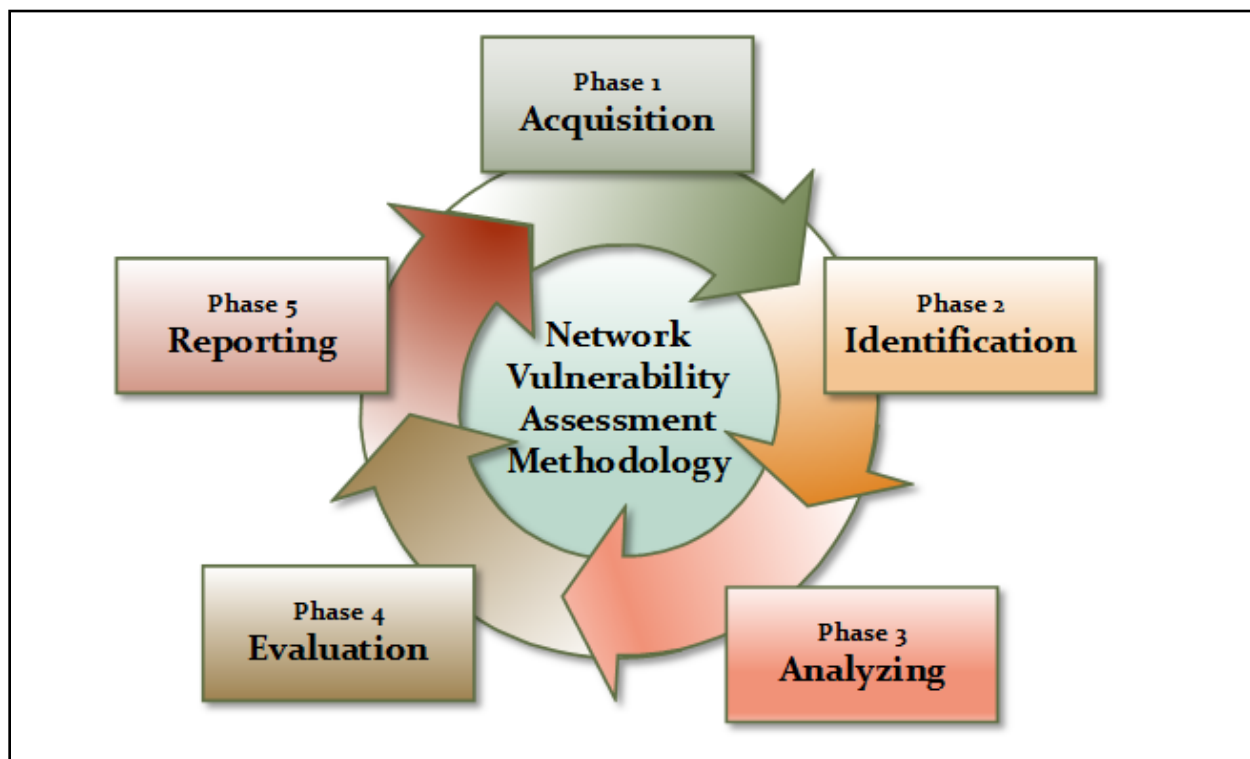 Phase 1
Acquisition
Phase 2
Identification
Phase 3
Analyzing
Phase 4
Evaluation
Phase 5
Reporting
Network
Vulnerability
Assessment
Methodology